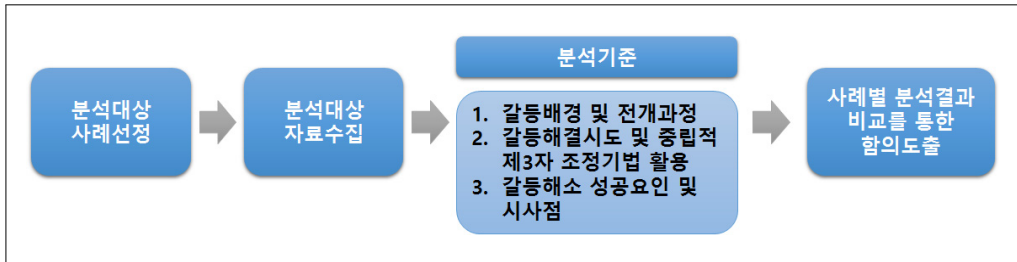 분석대상
사례선정
분석대상
자료수집
분석기준
1. 갈등배경 및 전개과정
2. 갈등해결시도 및 중립적
제3자 조정기법 활용
3. 갈등해소 성공요인 및
시사점
사례별 분석결과
비교를 통한
함의도출